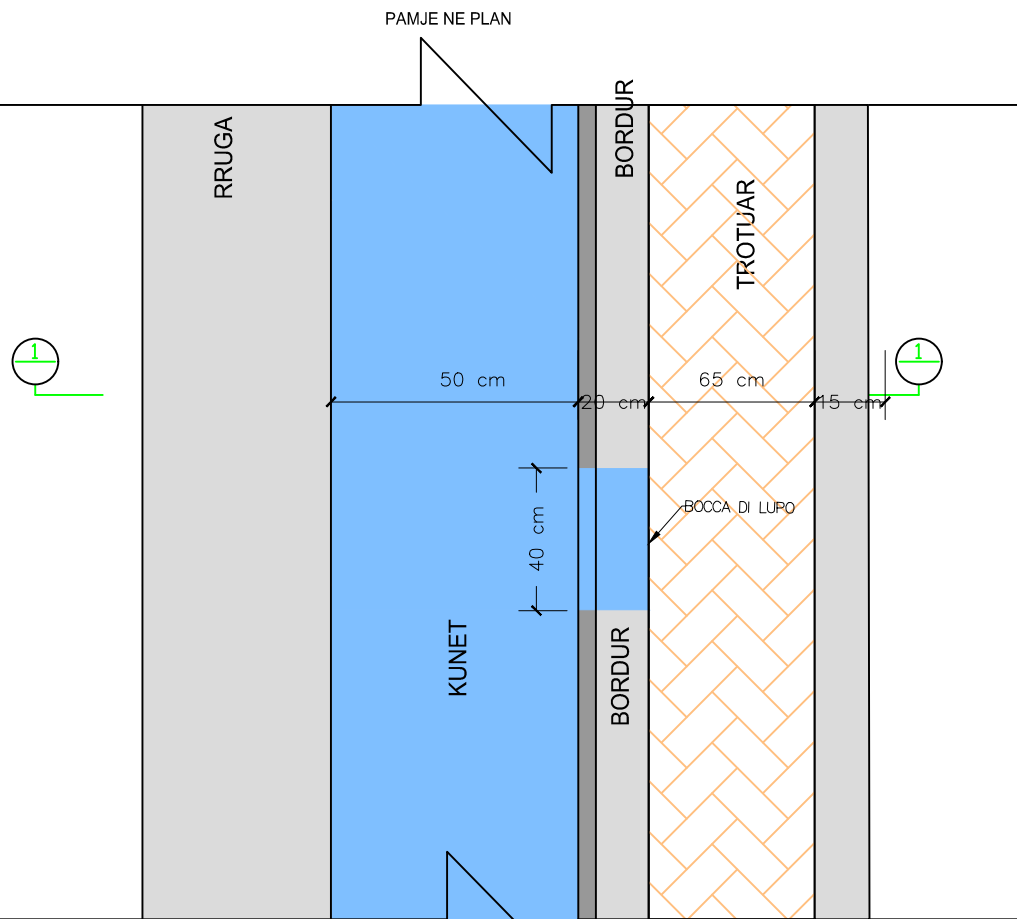 PAMJE NE PLAN
RRUGA
BORDUR
TROTUAR
1
1
50 cm
20 cm
65 cm
15 cm
40 cm
BOCCA DI LUPO
KUNET
BORDUR